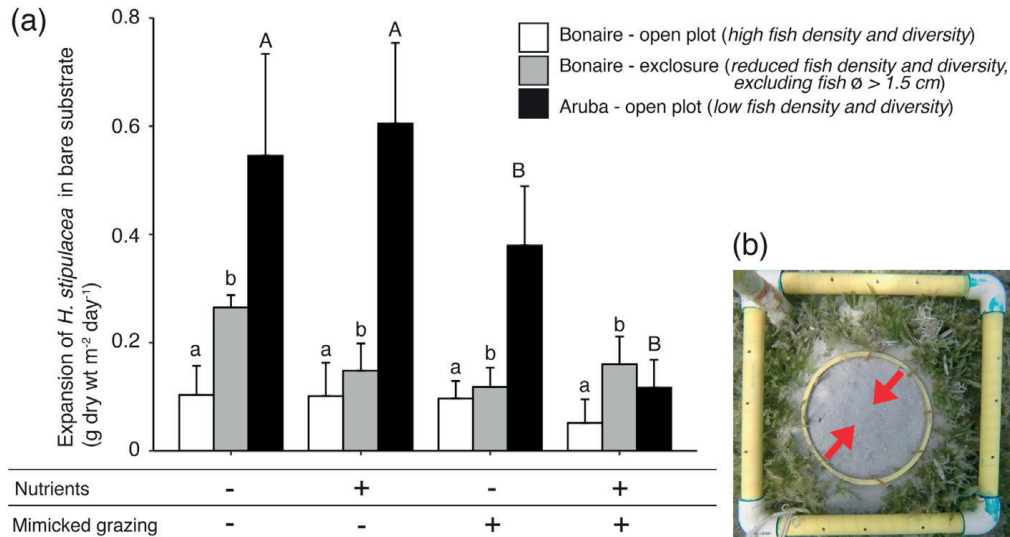 (a)
0.8
0.6
0.4
0.2
0
Expansion of H. stipulacea in bare substrate
(g dry wt m⁻² day⁻¹)
Bonaire - open plot (high fish density and diversity)
Bonaire - exclosure (reduced fish density and diversity,
excluding fish ø > 1.5 cm)
Aruba - open plot (low fish density and diversity)
a b A
a b A
a b B
a b B
Nutrients - + - +
Mimicked grazing - - + +
(b)